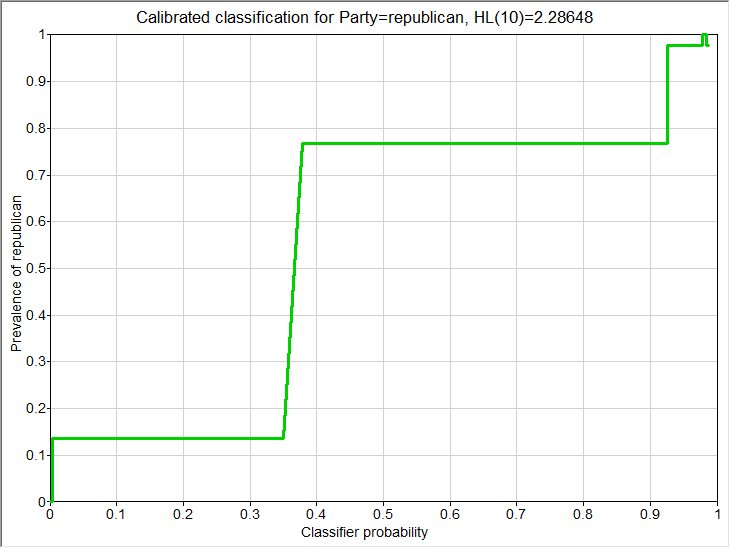 Calibrated classification for Party=republican, HL(10)=2.28648
Prevalence of republican
1
0.9
0.8
0.7
0.6
0.5
0.4
0.3
0.2
0.1
0
0 0.1 0.2 0.3 0.4 0.5 0.6 0.7 0.8 0.9 1
Classifier probability